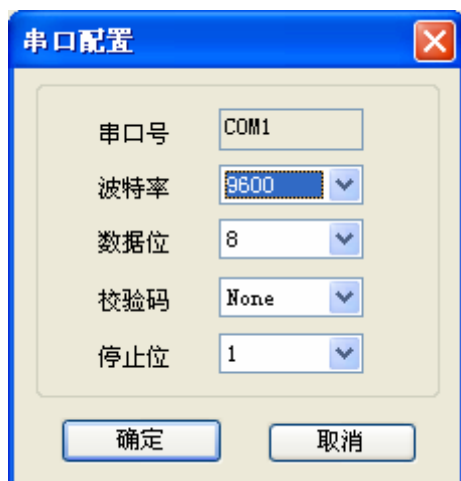 串口配置
串口号 COM1
波特率 9600
数据位 8
校验码 None
停止位 1
确定 取消